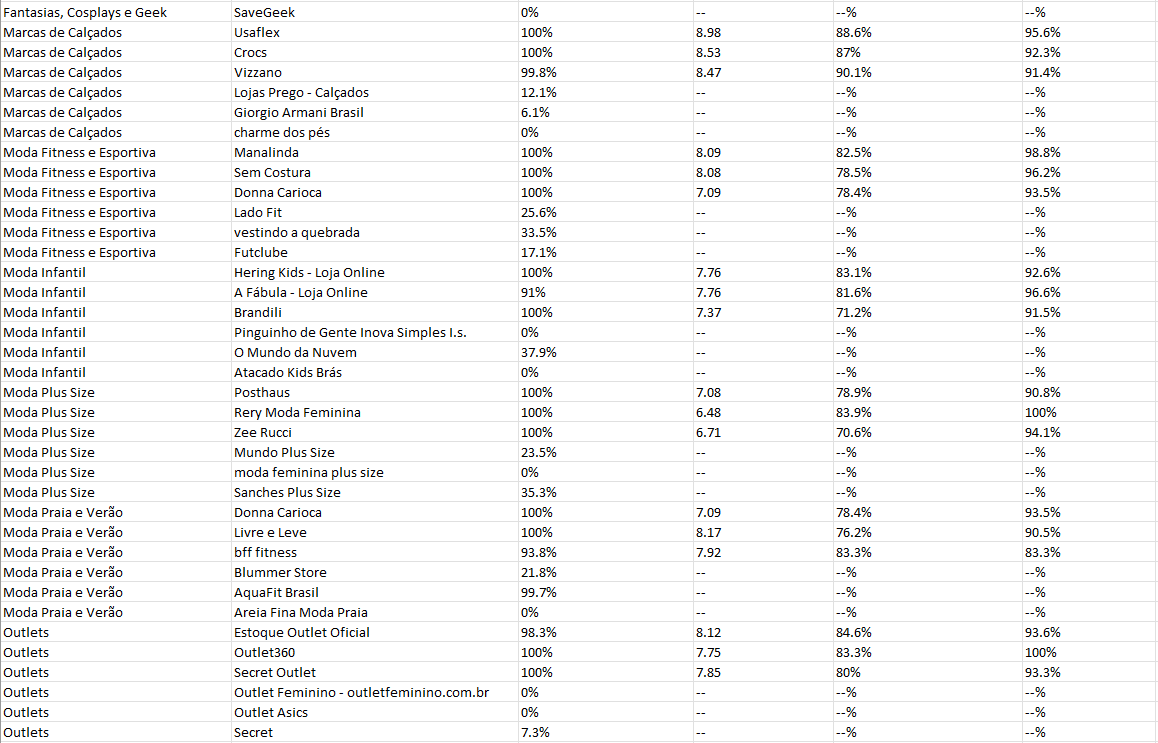 Fantasias, Cosplays e Geek SaveGeek 0% -- --% --%
Marcas de Calçados Usaflex 100% 8.98 88.6% 95.6%
Marcas de Calçados Crocs 100% 8.53 87% 92.3%
Marcas de Calçados Vizzano 99.8% 8.47 90.1% 91.4%
Marcas de Calçados Lojas Prego - Calçados 12.1% -- --% --%
Marcas de Calçados Giorgio Armani Brasil 6.1% -- --% --%
Marcas de Calçados charme dos pés 0% -- --% --%
Moda Fitness e Esportiva Manalinda 100% 8.09 82.5% 98.8%
Moda Fitness e Esportiva Sem Costura 100% 8.08 78.5% 96.2%
Moda Fitness e Esportiva Donna Carioca 100% 7.09 78.4% 93.5%
Moda Fitness e Esportiva Lado Fit 25.6% -- --% --%
Moda Fitness e Esportiva vestindo a quebrada 33.5% -- --% --%
Moda Fitness e Esportiva Futclube 17.1% -- --% --%
Moda Infantil Hering Kids - Loja Online 100% 7.76 83.1% 92.6%
Moda Infantil A Fábula - Loja Online 91% 7.76 81.6% 96.6%
Moda Infantil Brandili 100% 7.37 71.2% 91.5%
Moda Infantil Pinguinho de Gente Inova Simples I.s. 0% -- --% --%
Moda Infantil O Mundo da Nuvem 37.9% -- --% --%
Moda Infantil Atacado Kids Brás 0% -- --% --%
Moda Plus Size Posthaus 100% 7.08 78.9% 90.8%
Moda Plus Size Rery Moda Feminina 100% 6.48 83.9% 100%
Moda Plus Size Zee Rucci 100% 6.71 70.6% 94.1%
Moda Plus Size Mundo Plus Size 23.5% -- --% --%
Moda Plus Size moda feminina plus size 0% -- --% --%
Moda Plus Size Sanches Plus Size 35.3% -- --% --%
Moda Praia e Verão Donna Carioca 100% 7.09 78.4% 93.5%
Moda Praia e Verão Livre e Leve 100% 8.17 76.2% 90.5%
Moda Praia e Verão bff fitness 93.8% 7.92 83.3% 83.3%
Moda Praia e Verão Blummer Store 21.8% -- --% --%
Moda Praia e Verão AquaFit Brasil 99.7% -- --% --%
Moda Praia e Verão Areia Fina Moda Praia 0% -- --% --%
Outlets Estoque Outlet Oficial 98.3% 8.12 84.6% 93.6%
Outlets Outlet360 100% 7.75 83.3% 100%
Outlets Secret Outlet 100% 7.85 80% 93.3%
Outlets Outlet Feminino - outletfeminino.com.br 0% -- --% --%
Outlets Outlet Asics 0% -- --% --%
Outlets Secret 7.3% -- --% --%